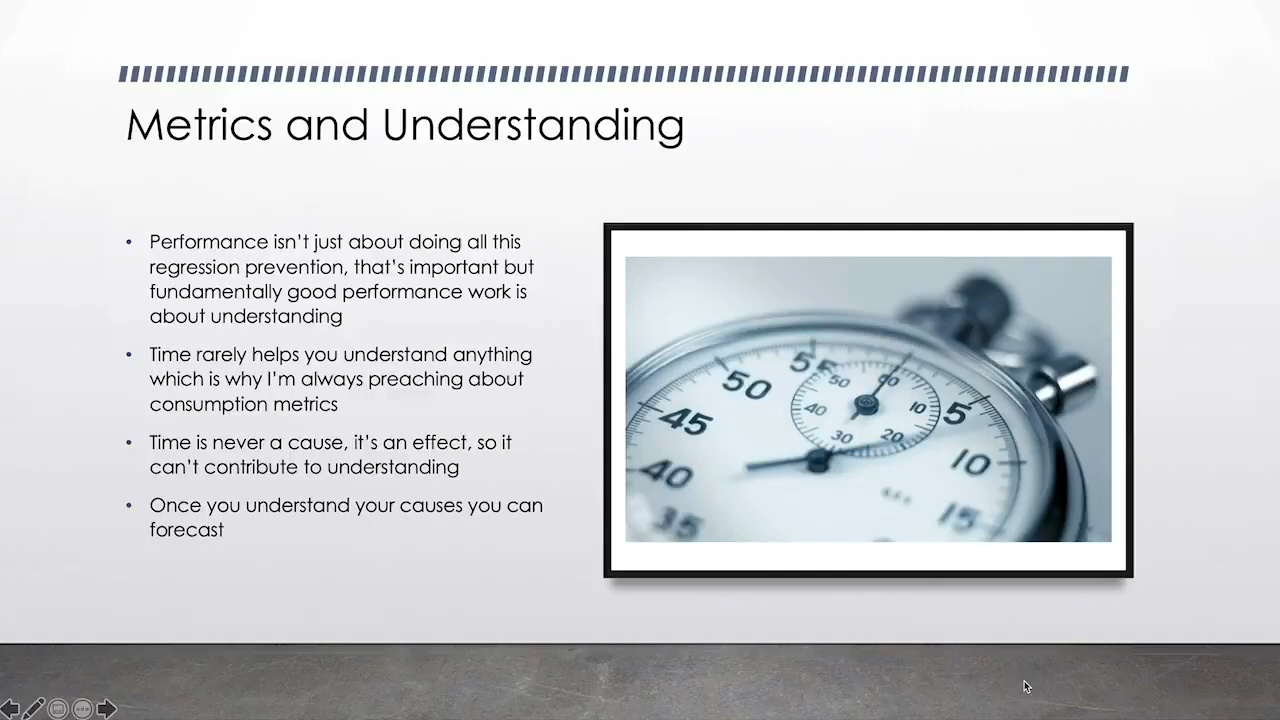 Metrics and Understanding
• Performance isn't just about doing all this
regression prevention, that's important but
fundamentally good performance work is
about understanding
• Time rarely helps you understand anything
which is why I'm always preaching about
consumption metrics
• Time is never a cause, it's an effect, so it
can't contribute to understanding
• Once you understand your causes you can
forecast
55
50
45
40
35
5
10
15
60
50
40
30
20
10